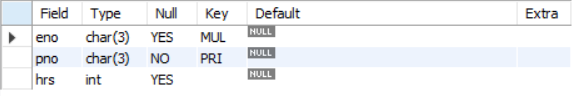 Field Type Null Key Default Extra
eno char(3) YES MUL NULL
pno char(3) NO PRI NULL
hrs int YES NULL